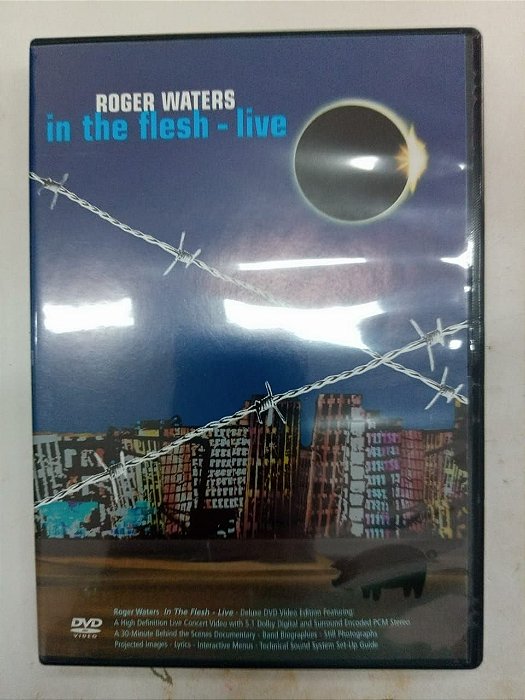 ROGER WATERS
in the flesh - live
Roger Waters In The Flesh - Live - Deluxe DVD Video Edition Featuring:
A High Definition Live Concert Video with 5.1 Dolby Digital and Surround Encoded PCM Stereo
A 30-Minute Behind the Scenes Documentary - Band Biographies - Still Photographs
Projected Images - Lyrics - Interactive Menus - Technical Sound System Set-Up Guide
DVD
VIDEO